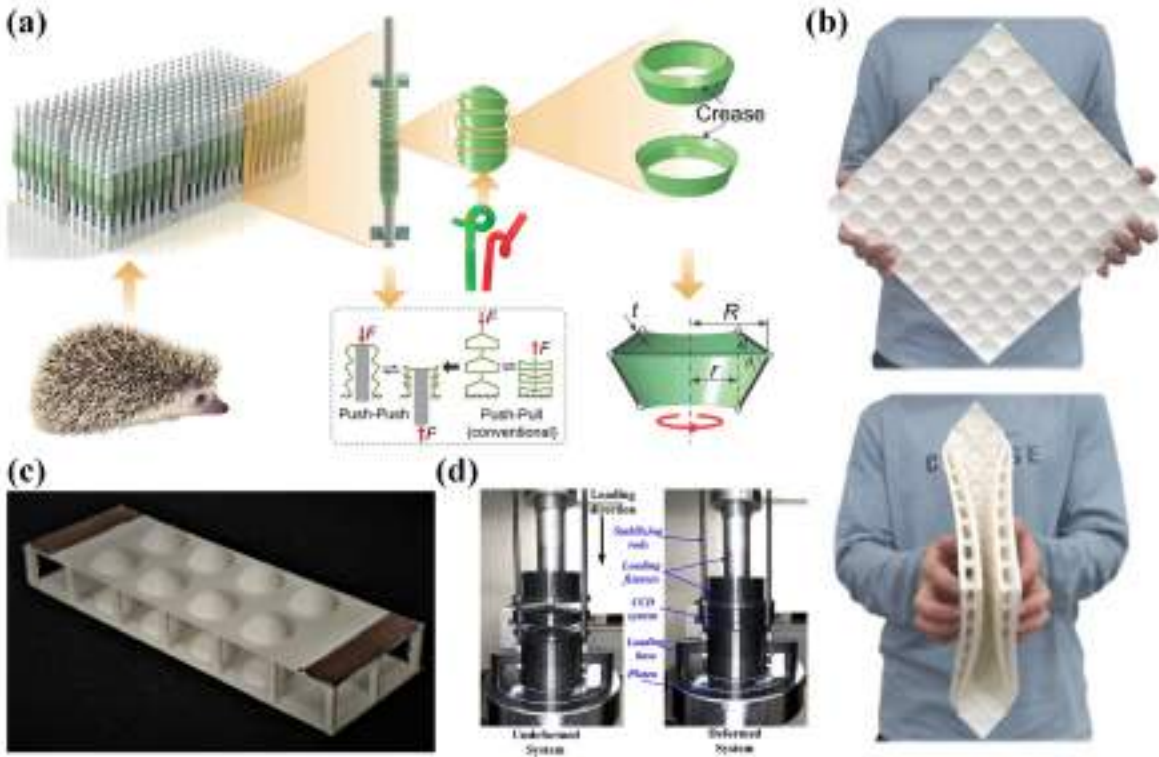 (a)
Crease
F
F
F
F
Push-Push
Push-Pull
(conventional)
t
R
r
(b)
(c)
(d)
Loading
direction
Stabilizing
rods
Loading
fixtures
system
Loading
base
Platen
Undeformed
System
Deformed
System